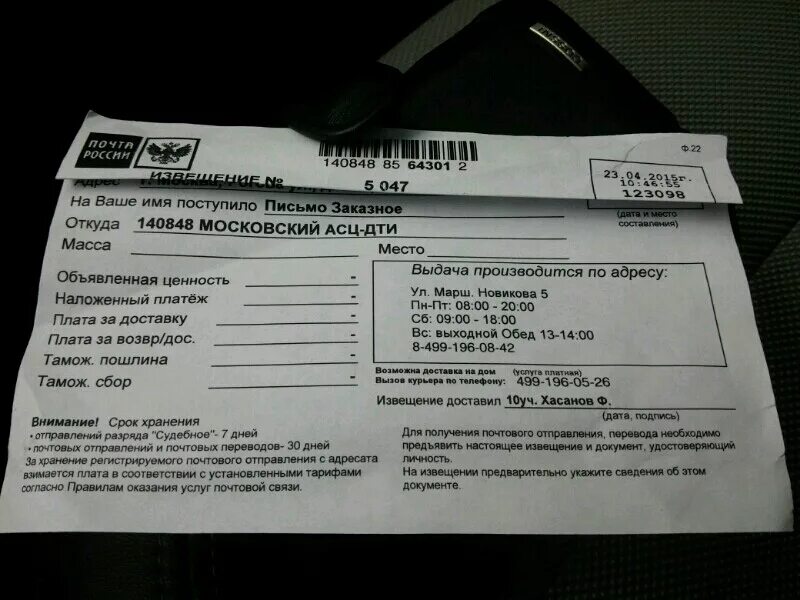 ПОЧТА
РОССИИ
140848 85 64301 2
Ф.22
ИЗВЕЩЕНИЕ № 5 047
23.04.2015г.
10:46:55
123098
(дата и место
составления)
Адрес г. Москва,
На Ваше имя поступило Письмо Заказное
Откуда 140848 МОСКОВСКИЙ АСЦ-ДТИ
Масса
Место
Объявленная ценность -
Наложенный платёж -
Плата за доставку -
Плата за возвр/дос. -
Тамож. пошлина -
Тамож. сбор -
Выдача производится по адресу:
Ул. Марш. Новикова 5
Пн-Пт: 08:00 - 20:00
Сб: 09:00 - 18:00
Вс: выходной Обед 13-14:00
8-499-196-08-42
Возможна доставка на дом (услуга платная)
Вызов курьера по телефону: 499-196-05-26
Извещение доставил 10уч. Хасанов Ф.
(дата, подпись)
Внимание! Срок хранения
• отправлений разряда "Судебное"- 7 дней
• почтовых отправлений и почтовых переводов- 30 дней
За хранение регистрируемого почтового отправления с адресата
взимается плата в соответствии с установленными тарифами
согласно Правилам оказания услуг почтовой связи.
Для получения почтового отправления, перевода необходимо
предъявить настоящее извещение и документ, удостоверяющий
личность.
На извещении предварительно укажите сведения об этом
документе.